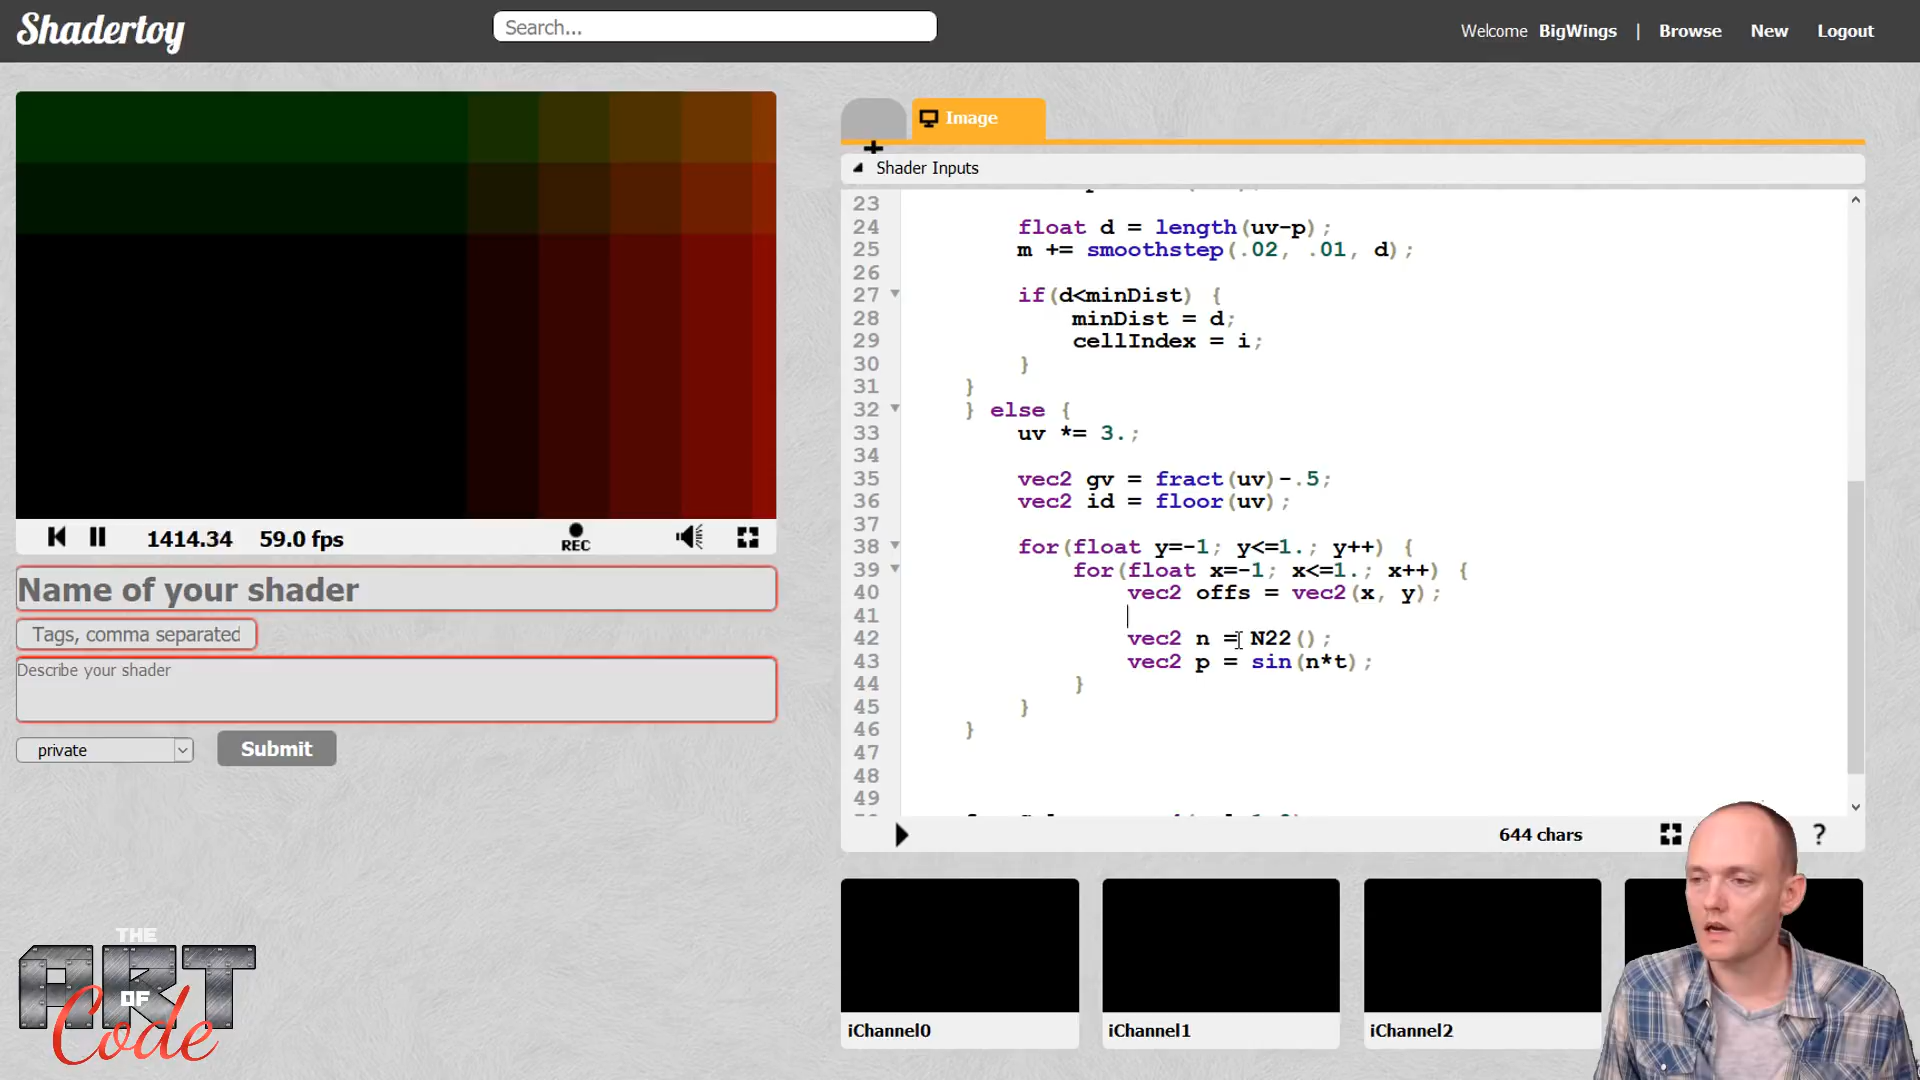 Shadertoy
Search...
Welcome BigWings | Browse New Logout
Image
Shader Inputs
23
24 float d = length(uv-p);
25 m += smoothstep(.02, .01, d);
26
27 if(d<minDist) {
28 minDist = d;
29 cellIndex = i;
30 }
31 }
32 } else {
33 uv *= 3.;
34
35 vec2 gv = fract(uv)-.5;
36 vec2 id = floor(uv);
37
38 for(float y=-1; y<=1.; y++) {
39 for(float x=-1; x<=1.; x++) {
40 vec2 offs = vec2(x, y);
41
42 vec2 n = N22();
43 vec2 p = sin(n*t);
44 }
45 }
46 }
47
48
49
644 chars
?
1414.34 59.0 fps
REC
Name of your shader
Tags, comma separated
Describe your shader
private
Submit
iChannel0
iChannel1
iChannel2
THE
ART
OF
Code